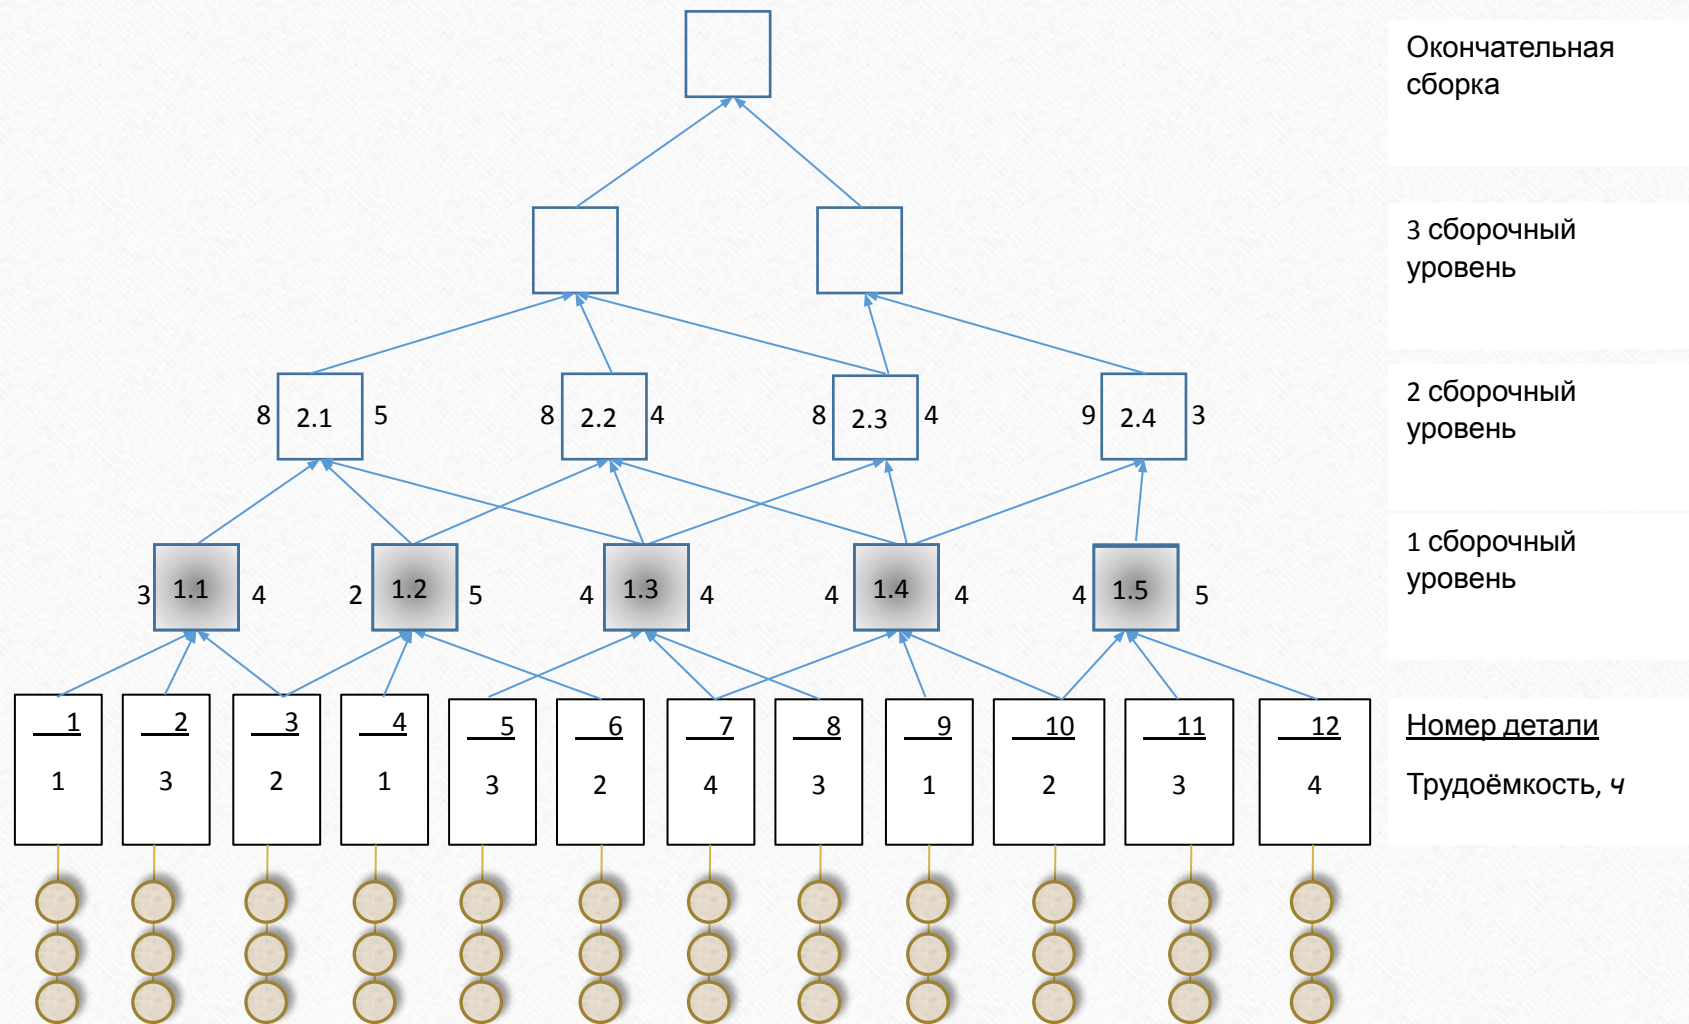 Окончательная
сборка
3 сборочный
уровень
8 2.1 5 8 2.2 4 8 2.3 4 9 2.4 3
2 сборочный
уровень
3 1.1 4 2 1.2 5 4 1.3 4 4 1.4 4 4 1.5 5
1 сборочный
уровень
1 2 3 4 5 6 7 8 9 10 11 12
Номер детали
1 3 2 1 3 2 4 3 1 2 3 4
Трудоёмкость, ч